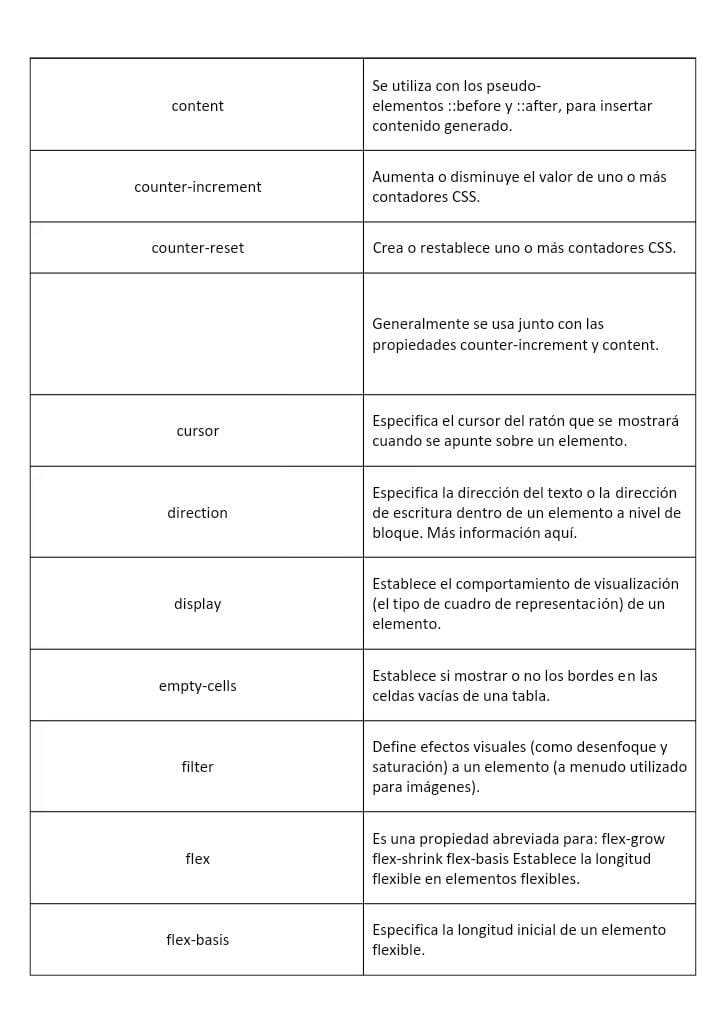 content
Se utiliza con los pseudo-
elementos ::before y ::after, para insertar
contenido generado.
counter-increment
Aumenta o disminuye el valor de uno o más
contadores CSS.
counter-reset
Crea o restablece uno o más contadores CSS.
Generalmente se usa junto con las
propiedades counter-increment y content.
cursor
Especifica el cursor del ratón que se mostrará
cuando se apunte sobre un elemento.
direction
Especifica la dirección del texto o la dirección
de escritura dentro de un elemento a nivel de
bloque. Más información aquí.
display
Establece el comportamiento de visualización
(el tipo de cuadro de representación) de un
elemento.
empty-cells
Establece si mostrar o no los bordes en las
celdas vacías de una tabla.
filter
Define efectos visuales (como desenfoque y
saturación) a un elemento (a menudo utilizado
para imágenes).
flex
Es una propiedad abreviada para: flex-grow
flex-shrink flex-basis Establece la longitud
flexible en elementos flexibles.
flex-basis
Especifica la longitud inicial de un elemento
flexible.